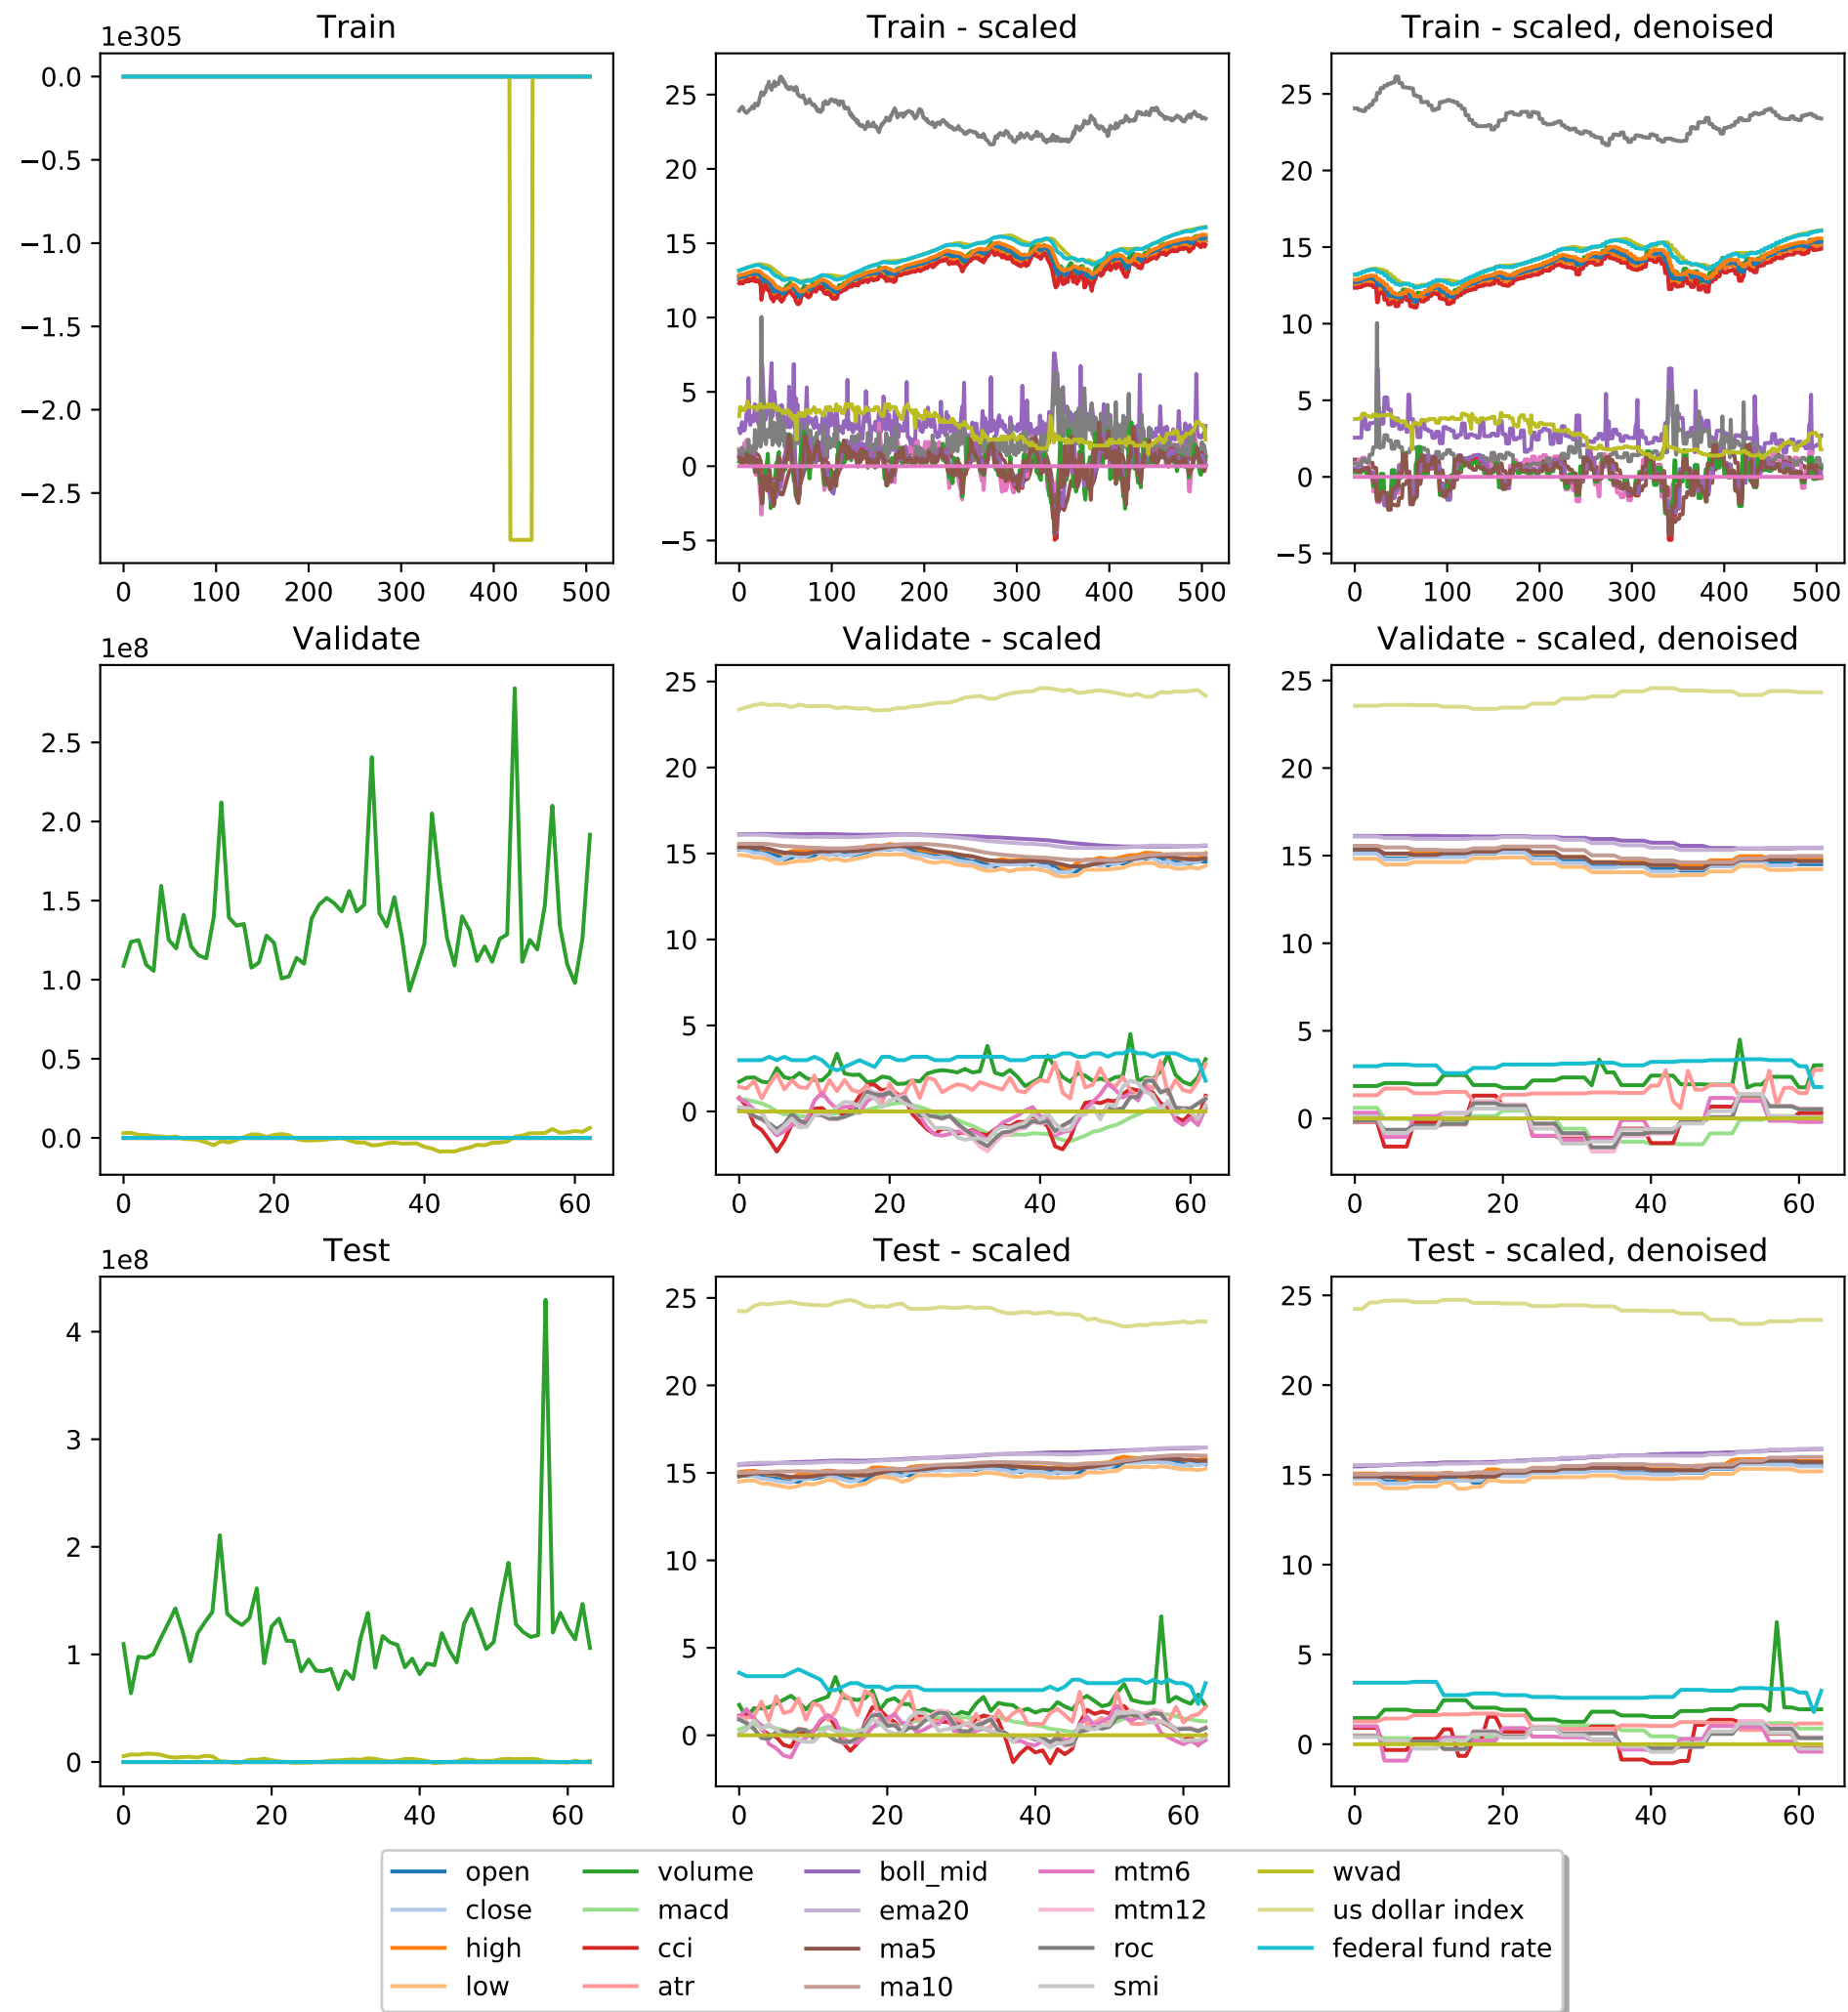 Train
Train - scaled
Train - scaled, denoised
1e305
0.0
−0.5
−1.0
−1.5
−2.0
−2.5
0 100 200 300 400 500
25
20
15
10
5
0
−5
0 100 200 300 400 500
25
20
15
10
5
0
−5
0 100 200 300 400 500
Validate
Validate - scaled
Validate - scaled, denoised
1e8
2.5
2.0
1.5
1.0
0.5
0.0
0 20 40 60
25
20
15
10
5
0
0 20 40 60
25
20
15
10
5
0
0 20 40 60
Test
Test - scaled
Test - scaled, denoised
1e8
4
3
2
1
0
0 20 40 60
25
20
15
10
5
0
0 20 40 60
25
20
15
10
5
0
0 20 40 60
open
close
high
low
volume
macd
cci
atr
boll_mid
ema20
ma5
ma10
mtm6
mtm12
roc
smi
wvad
us dollar index
federal fund rate